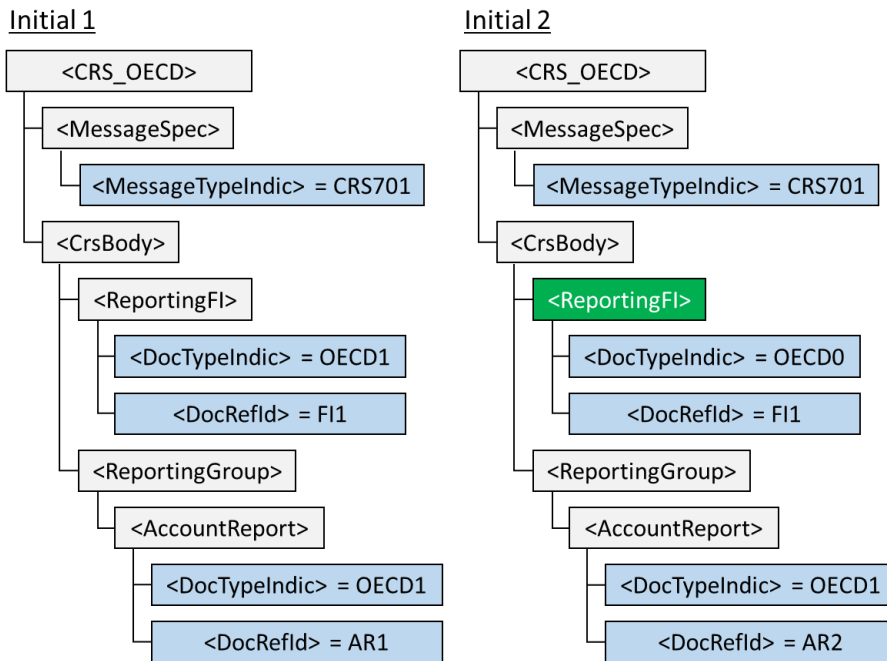 Initial 1
<CRS_OECD>
<MessageSpec>
<MessageTypeIndic> = CRS701
<CrsBody>
<ReportingFI>
<DocTypeIndic> = OECD1
<DocRefId> = FI1
<ReportingGroup>
<AccountReport>
<DocTypeIndic> = OECD1
<DocRefId> = AR1
Initial 2
<CRS_OECD>
<MessageSpec>
<MessageTypeIndic> = CRS701
<CrsBody>
<ReportingFI>
<DocTypeIndic> = OECD0
<DocRefId> = FI1
<ReportingGroup>
<AccountReport>
<DocTypeIndic> = OECD1
<DocRefId> = AR2